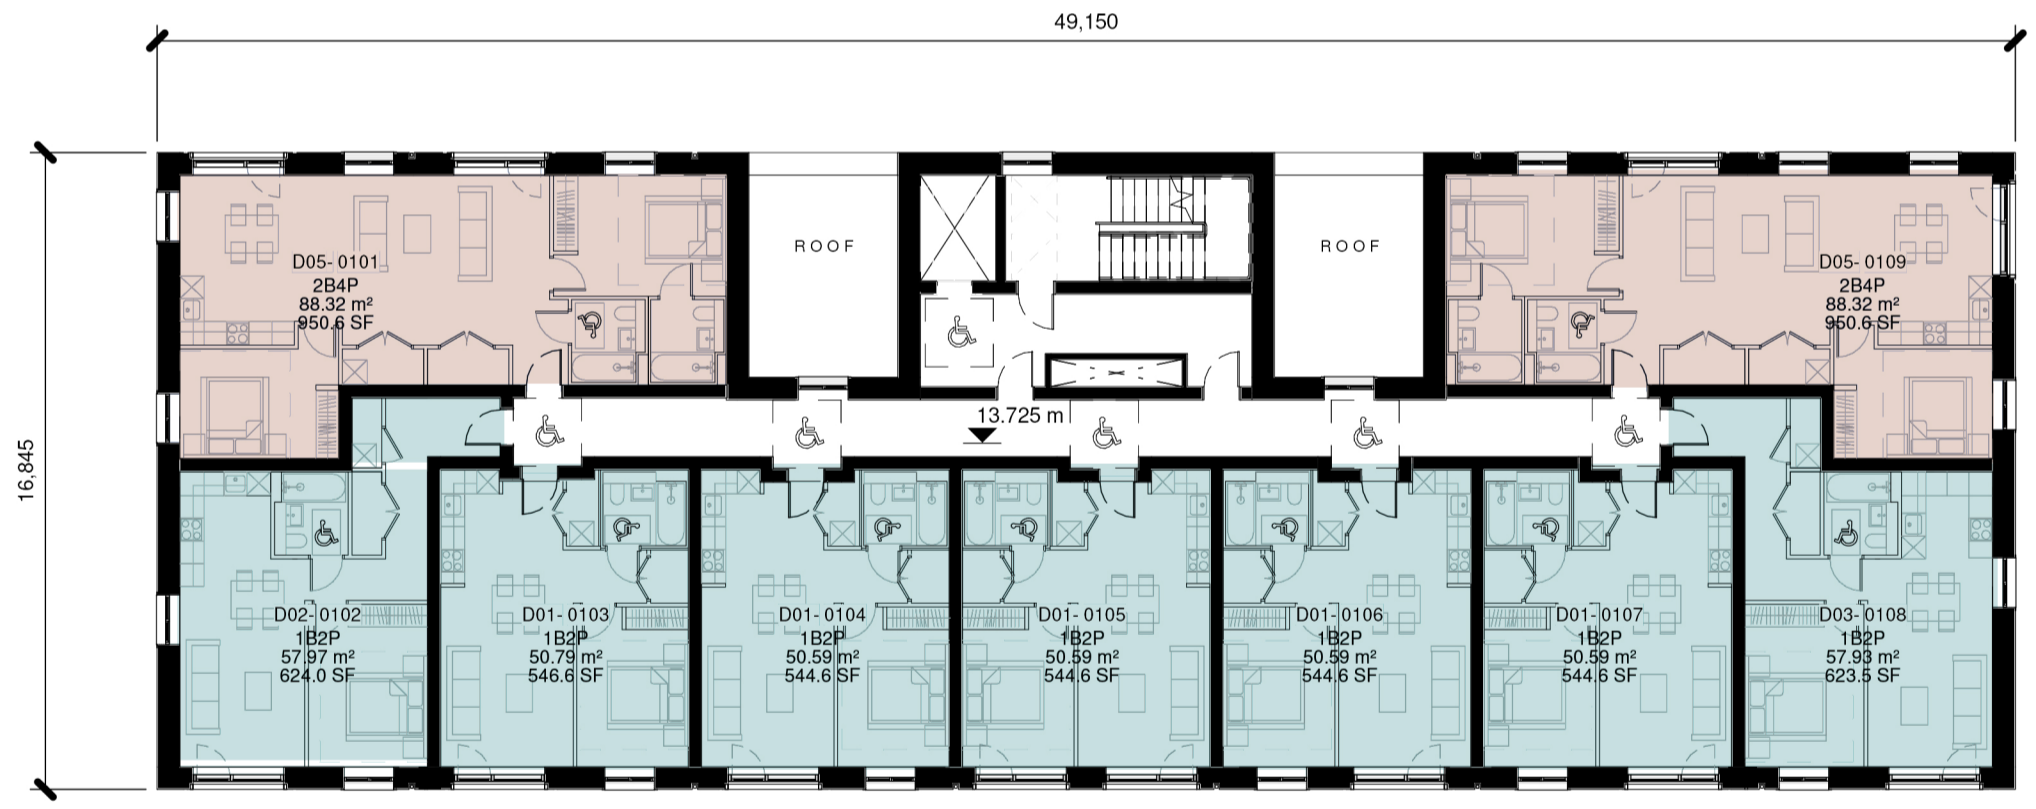 49,150
16,845
ROOF
ROOF
D05- 0101
2B4P
88.32 m²
950.6 SF
D05- 0109
2B4P
88.32 m²
950.6 SF
13.725 m
D02- 0102
1B2P
57.97 m²
624.0 SF
D01- 0103
1B2P
50.79 m²
546.6 SF
D01- 0104
1B2P
50.59 m²
544.6 SF
D01- 0105
1B2P
50.59 m²
544.6 SF
D01- 0106
1B2P
50.59 m²
544.6 SF
D01- 0107
1B2P
50.59 m²
544.6 SF
D03- 0108
1B2P
57.93 m²
623.5 SF